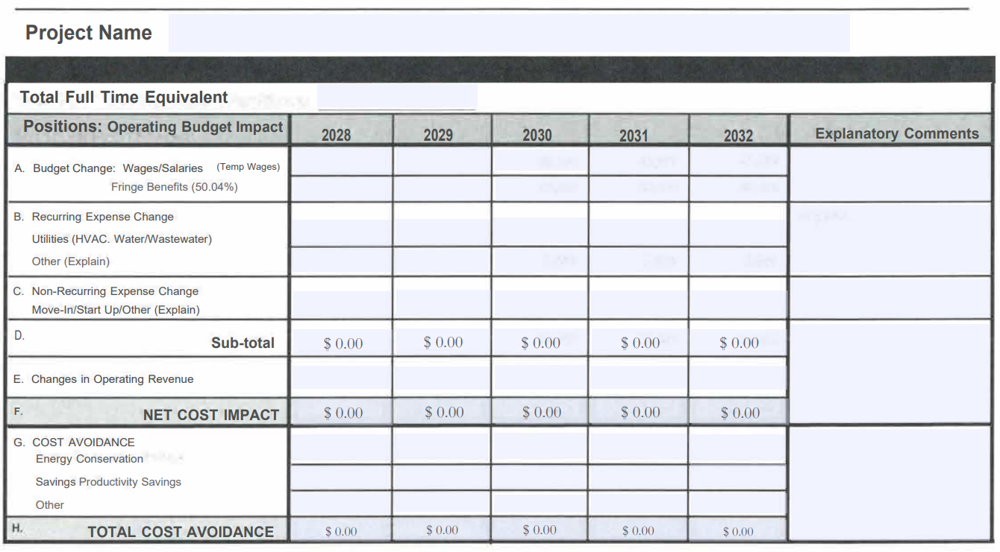 Project Name
Total Full Time Equivalent
Positions: Operating Budget Impact 2028 2029 2030 2031 2032 Explanatory Comments
A. Budget Change: Wages/Salaries (Temp Wages)
Fringe Benefits (50.04%)
B. Recurring Expense Change
Utilities (HVAC. Water/Wastewater)
Other (Explain)
C. Non-Recurring Expense Change
Move-In/Start Up/Other (Explain)
D. Sub-total $ 0.00 $ 0.00 $ 0.00 $ 0.00 $ 0.00
E. Changes in Operating Revenue
F. NET COST IMPACT $ 0.00 $ 0.00 $ 0.00 $ 0.00 $ 0.00
G. COST AVOIDANCE
Energy Conservation
Savings Productivity Savings
Other
H. TOTAL COST AVOIDANCE $ 0.00 $ 0.00 $ 0.00 $ 0.00 $ 0.00